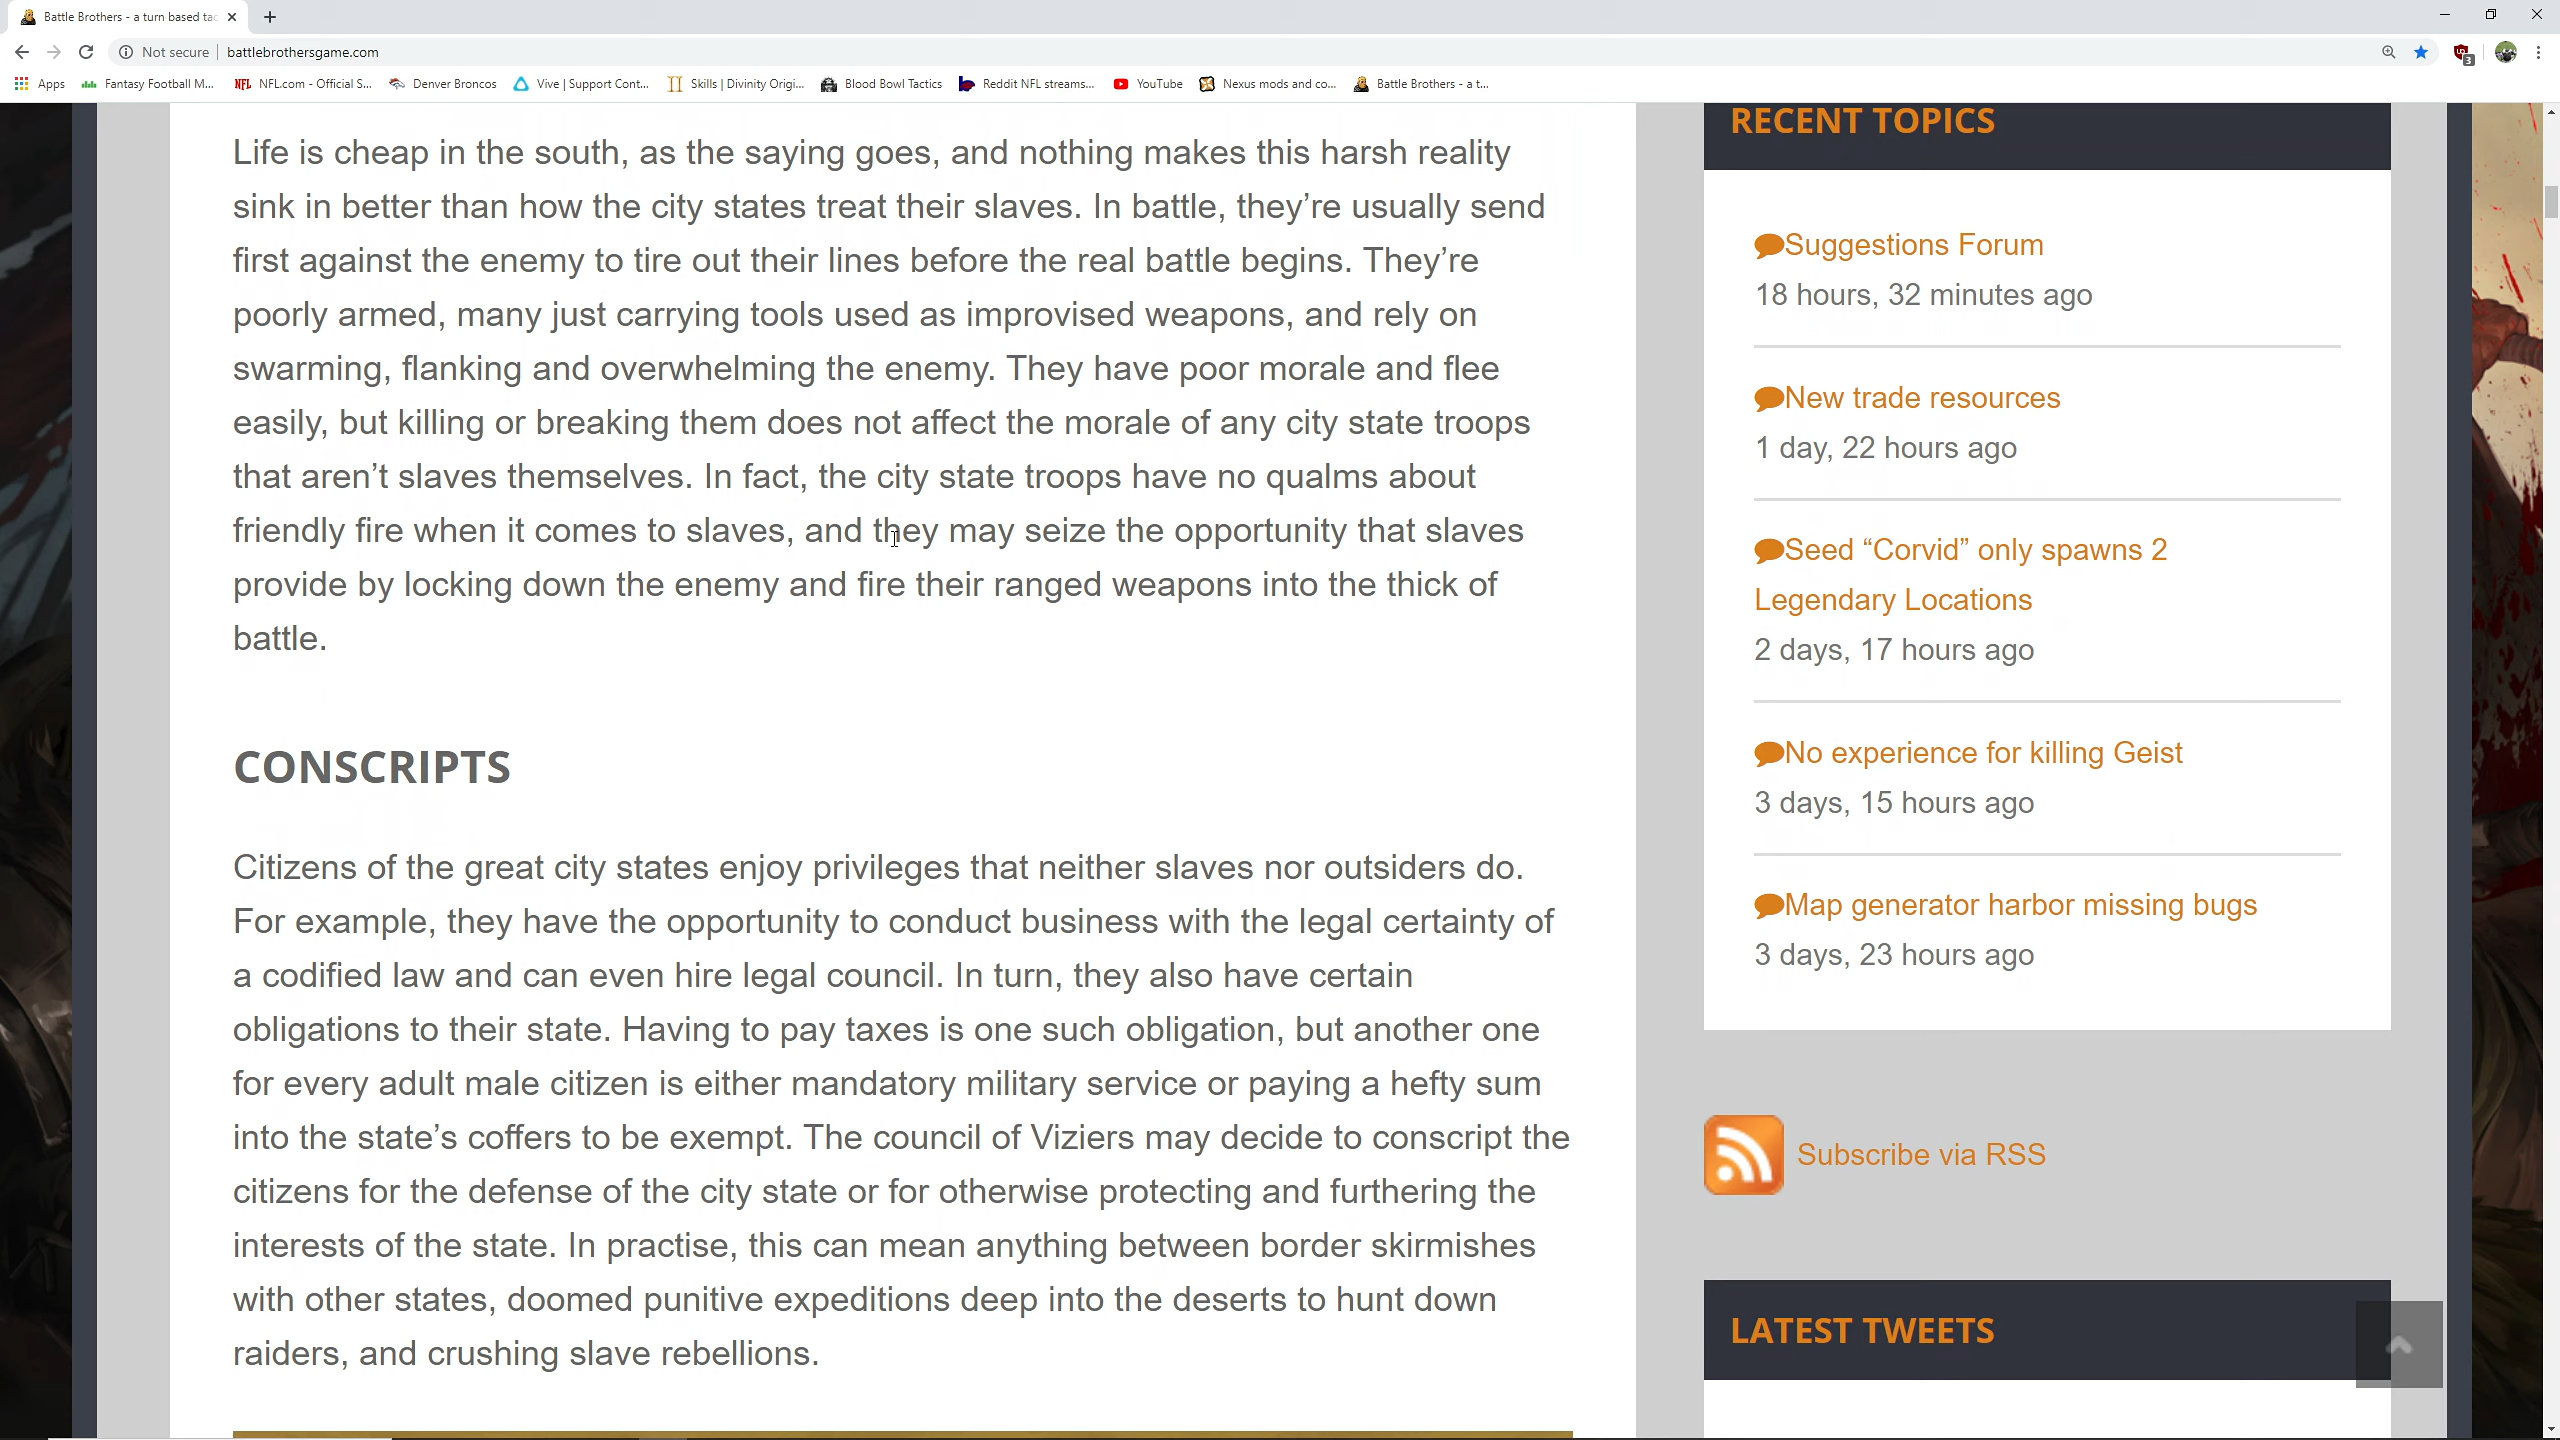 Battle Brothers - a turn based tac
Not secure
battlebrothersgame.com
3
Apps
Fantasy Football M...
NFL.com - Official S...
Denver Broncos
Vive | Support Cont...
Skills | Divinity Origi...
Blood Bowl Tactics
Reddit NFL streams...
YouTube
Nexus mods and co...
Battle Brothers - a t...
Life is cheap in the south, as the saying goes, and nothing makes this harsh reality
sink in better than how the city states treat their slaves. In battle, they’re usually send
first against the enemy to tire out their lines before the real battle begins. They’re
poorly armed, many just carrying tools used as improvised weapons, and rely on
swarming, flanking and overwhelming the enemy. They have poor morale and flee
easily, but killing or breaking them does not affect the morale of any city state troops
that aren’t slaves themselves. In fact, the city state troops have no qualms about
friendly fire when it comes to slaves, and they may seize the opportunity that slaves
provide by locking down the enemy and fire their ranged weapons into the thick of
battle.
CONSCRIPTS
Citizens of the great city states enjoy privileges that neither slaves nor outsiders do.
For example, they have the opportunity to conduct business with the legal certainty of
a codified law and can even hire legal council. In turn, they also have certain
obligations to their state. Having to pay taxes is one such obligation, but another one
for every adult male citizen is either mandatory military service or paying a hefty sum
into the state’s coffers to be exempt. The council of Viziers may decide to conscript the
citizens for the defense of the city state or for otherwise protecting and furthering the
interests of the state. In practise, this can mean anything between border skirmishes
with other states, doomed punitive expeditions deep into the deserts to hunt down
raiders, and crushing slave rebellions.
RECENT TOPICS
Suggestions Forum
18 hours, 32 minutes ago
New trade resources
1 day, 22 hours ago
Seed “Corvid” only spawns 2
Legendary Locations
2 days, 17 hours ago
No experience for killing Geist
3 days, 15 hours ago
Map generator harbor missing bugs
3 days, 23 hours ago
Subscribe via RSS
LATEST TWEETS